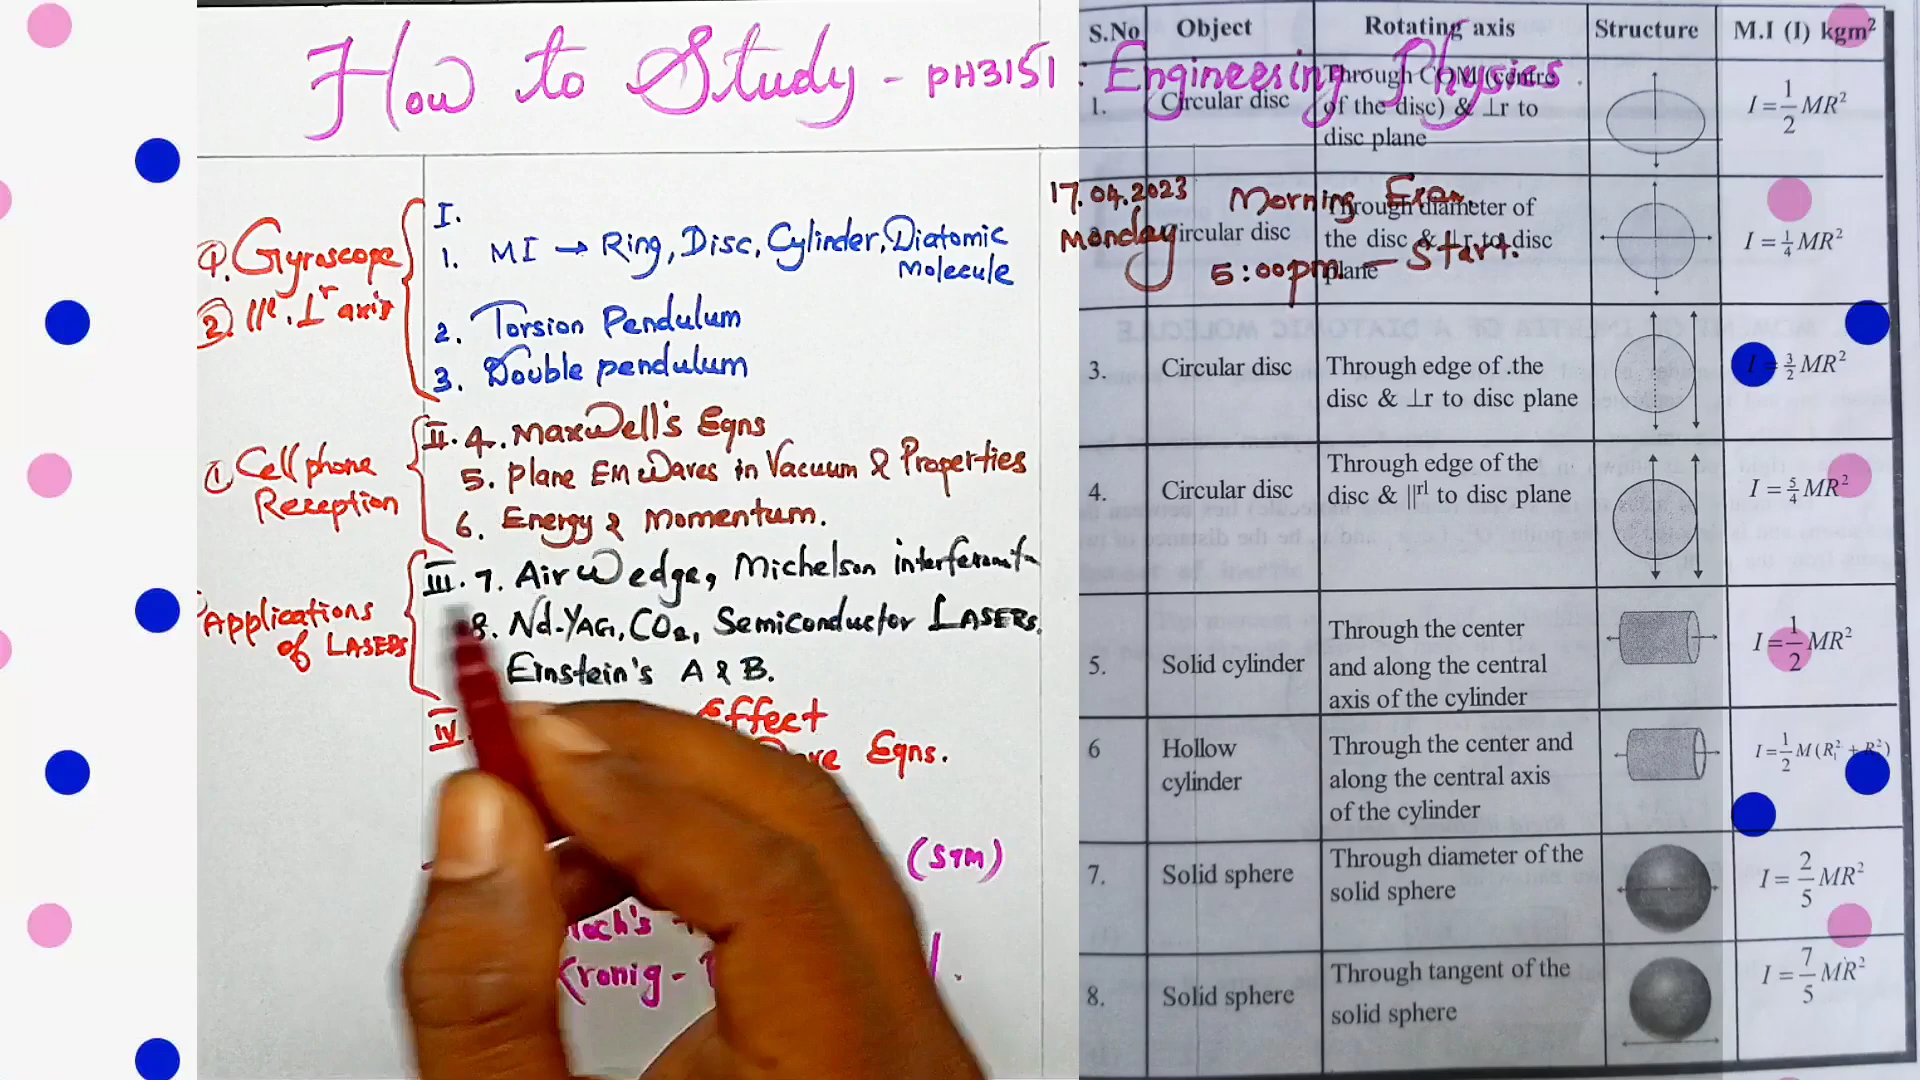 How to Study - PH3151 : Engineering Physics
17.04.2023 Morning Exam
Monday
5:00pm - Start.
①. Gyroscope
②. ll^el. ⊥^r axis
I.
1. MI → Ring, Disc, Cylinder, Diatomic
Molecule
2. Torsion Pendulum
3. Double pendulum
① Cell phone
Reception
II. 4. Maxwell's Eqns
5. Plane EM Waves in Vacuum & Properties
6. Energy & Momentum.
Applications
of LASERS
III. 7. Air Wedge, Michelson
8. Nd-YAG, CO₂, Semiconductor LASERS.
Einstein's A & B.
IV.
Effect
Eqns.
(STM)
Kronig -
S.No Object Rotating axis Structure M.I (I) kgm²
1. Circular disc Through COM (centre
of the disc) & ⊥r to
disc plane
I = 1/2 MR²
Circular disc Through diameter of
the disc & ⊥r to disc
plane
I = 1/4 MR²
3. Circular disc Through edge of .the
disc & ⊥r to disc plane
I = 3/2 MR²
4. Circular disc Through edge of the
disc & ||rl to disc plane
I = 5/4 MR²
5. Solid cylinder Through the center
and along the central
axis of the cylinder
I = 1/2 MR²
6 Hollow
cylinder
Through the center and
along the central axis
of the cylinder
I = 1/2 M(R₁² + R₂²)
7. Solid sphere Through diameter of the
solid sphere
I = 2/5 MR²
8. Solid sphere Through tangent of the
solid sphere
I = 7/5 MR²